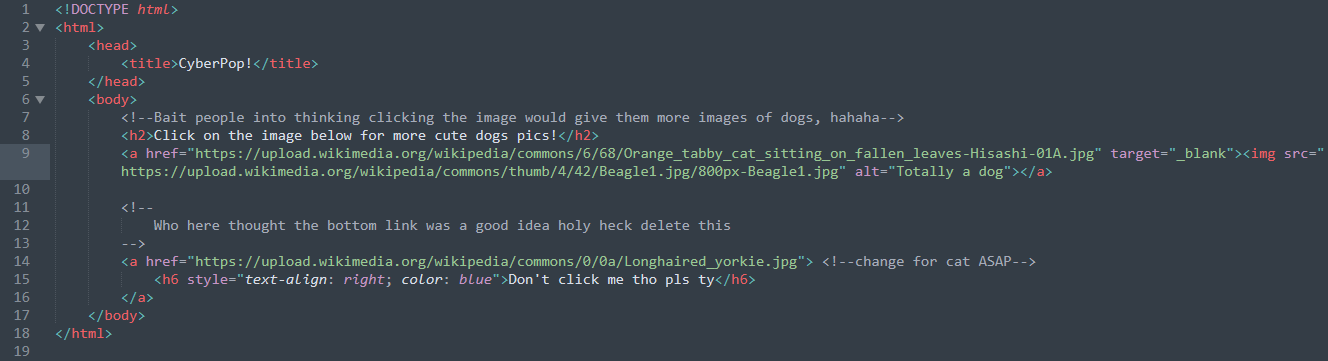 1 <!DOCTYPE html>
2 <html>
3 <head>
4 <title>CyberPop!</title>
5 </head>
6 <body>
7 <!--Bait people into thinking clicking the image would give them more images of dogs, hahaha-->
8 <h2>Click on the image below for more cute dogs pics!</h2>
9 <a href="https://upload.wikimedia.org/wikipedia/commons/6/68/Orange_tabby_cat_sitting_on_fallen_leaves-Hisashi-01A.jpg" target="_blank"><img src="
https://upload.wikimedia.org/wikipedia/commons/thumb/4/42/Beagle1.jpg/800px-Beagle1.jpg" alt="Totally a dog"></a>
10
11 <!--
12 Who here thought the bottom link was a good idea holy heck delete this
13 -->
14 <a href="https://upload.wikimedia.org/wikipedia/commons/0/0a/Longhaired_yorkie.jpg"> <!--change for cat ASAP-->
15 <h6 style="text-align: right; color: blue">Don't click me tho pls ty</h6>
16 </a>
17 </body>
18 </html>
19